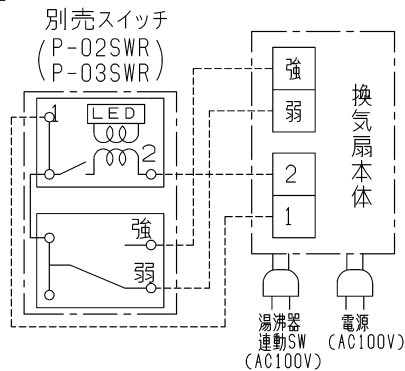 別売スイッチ
(P-02SWR
P-03SWR)
1
LED
2
強
弱
強
弱
2
1
換気扇本体
湯沸器
連動SW
(AC100V)
電源
(AC100V)